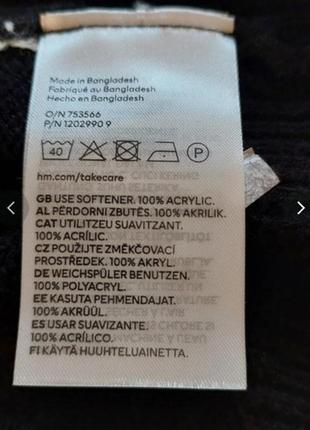 Made in Bangladesh
Fabriqué au Bangladesh
Hecho en Bangladesh
O/N 753566
P/N 1202990 9
40
P
hm.com/takecare
GB USE SOFTENER. 100% ACRYLIC.
AL PËRDORNI ZBUTËS. 100% AKRILIK.
CAT UTILITZEU SUAVITZANT.
100% ACRÍLIC.
CZ POUŽIJTE ZMĚKČOVACÍ
PROSTŘEDEK. 100% AKRYL.
DE WEICHSPÜLER BENUTZEN.
100% POLYACRYL.
EE KASUTA PEHMENDAJAT.
100% AKRÜÜL.
ES USAR SUAVIZANTE.
100% ACRÍLICO.
FI KÄYTÄ HUUHTELUAINETTA.